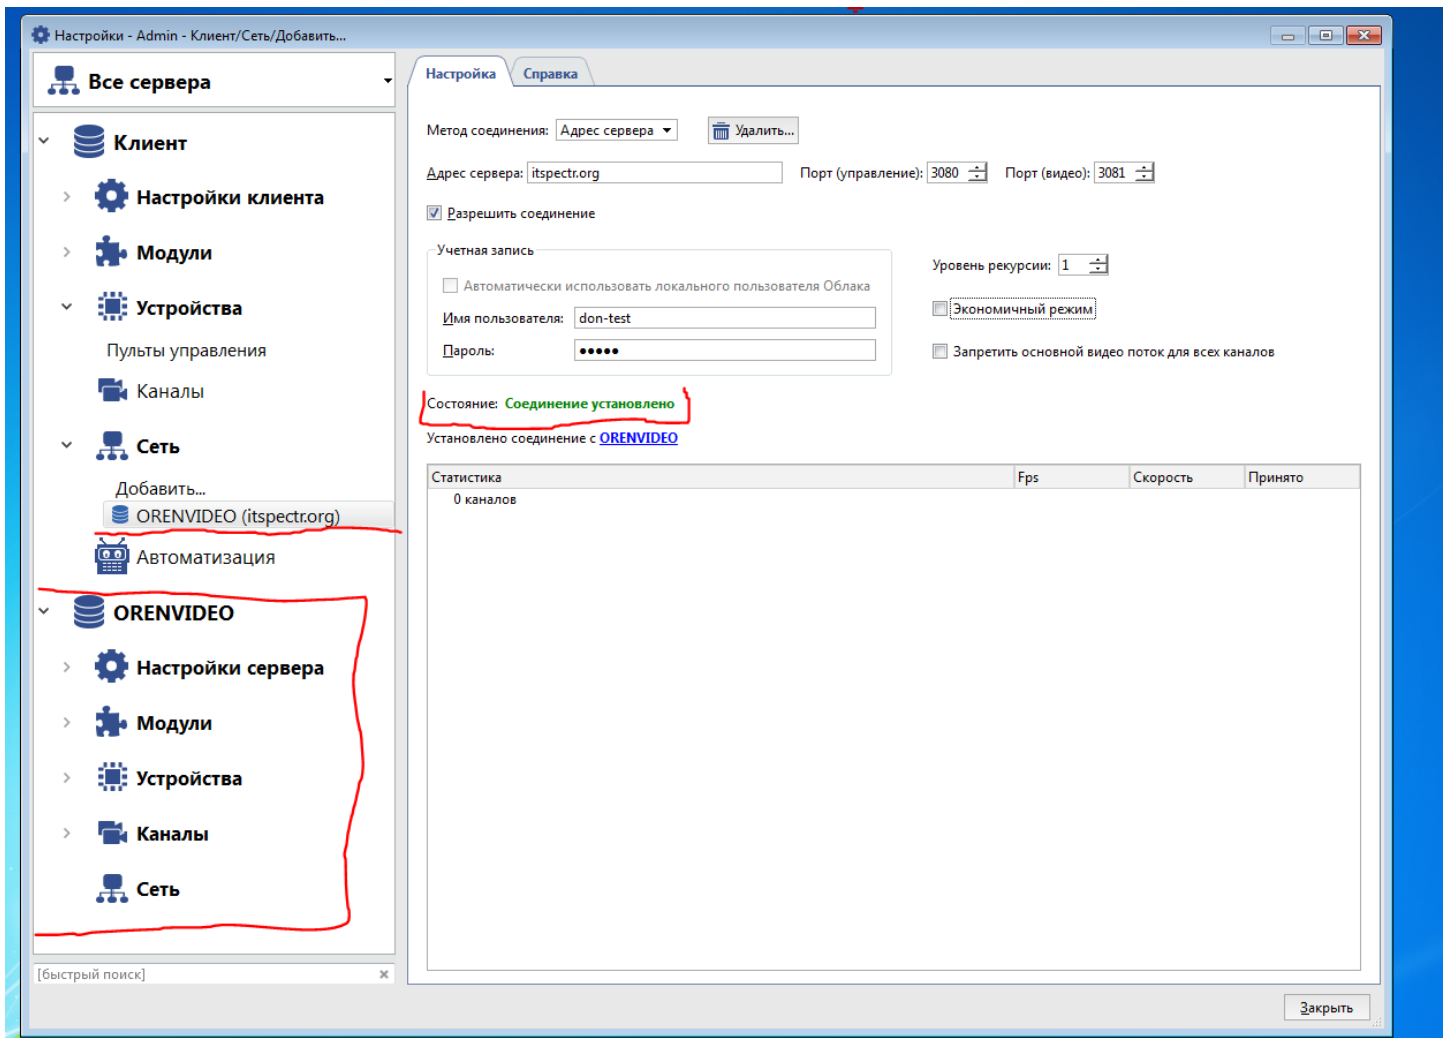 Настройки - Admin - Клиент/Сеть/Добавить...
Все сервера
Клиент
Настройки клиента
Модули
Устройства
Пульты управления
Каналы
Сеть
Добавить...
ORENVIDEO (itspectr.org)
Автоматизация
ORENVIDEO
Настройки сервера
Модули
Устройства
Каналы
Сеть
[быстрый поиск]
Настройка Справка
Метод соединения: Адрес сервера Удалить...
Адрес сервера: itspectr.org Порт (управление): 3080 Порт (видео): 3081
Разрешить соединение
Учетная запись
Автоматически использовать локального пользователя Облака
Имя пользователя: don-test
Пароль: •••••
Уровень рекурсии: 1
Экономичный режим
Запретить основной видео поток для всех каналов
Состояние: Соединение установлено
Установлено соединение с ORENVIDEO
Статистика Fps Скорость Принято
0 каналов
Закрыть